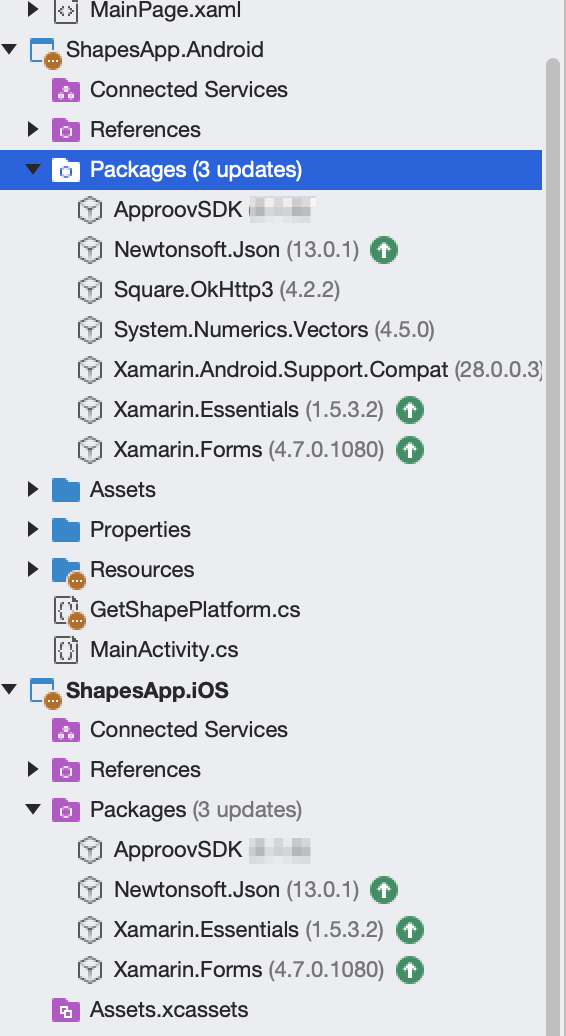 MainPage.xaml
ShapesApp.Android
Connected Services
References
Packages (3 updates)
ApproovSDK
Newtonsoft.Json (13.0.1)
Square.OkHttp3 (4.2.2)
System.Numerics.Vectors (4.5.0)
Xamarin.Android.Support.Compat (28.0.0.3)
Xamarin.Essentials (1.5.3.2)
Xamarin.Forms (4.7.0.1080)
Assets
Properties
Resources
GetShapePlatform.cs
MainActivity.cs
ShapesApp.iOS
Connected Services
References
Packages (3 updates)
ApproovSDK
Newtonsoft.Json (13.0.1)
Xamarin.Essentials (1.5.3.2)
Xamarin.Forms (4.7.0.1080)
Assets.xcassets